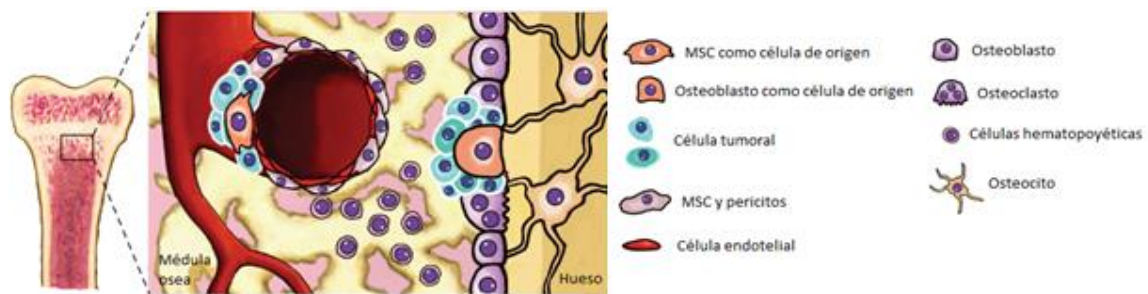 Médula
osea
Hueso
MSC como célula de origen
Osteoblasto como célula de origen
Célula tumoral
MSC y pericitos
Célula endotelial
Osteoblasto
Osteoclasto
Células hematopoyéticas
Osteocito